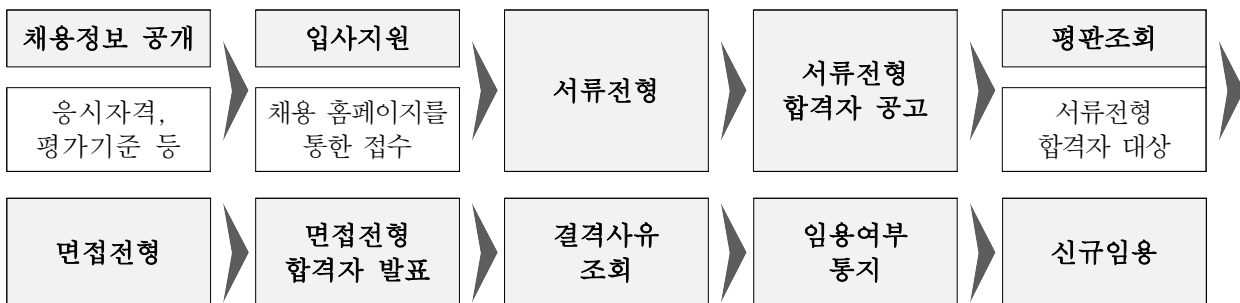 채용정보 공개
응시자격,
평가기준 등
입사지원
채용 홈페이지를
통한 접수
서류전형
서류전형
합격자 공고
평판조회
서류전형
합격자 대상
면접전형
면접전형
합격자 발표
결격사유
조회
임용여부
통지
신규임용